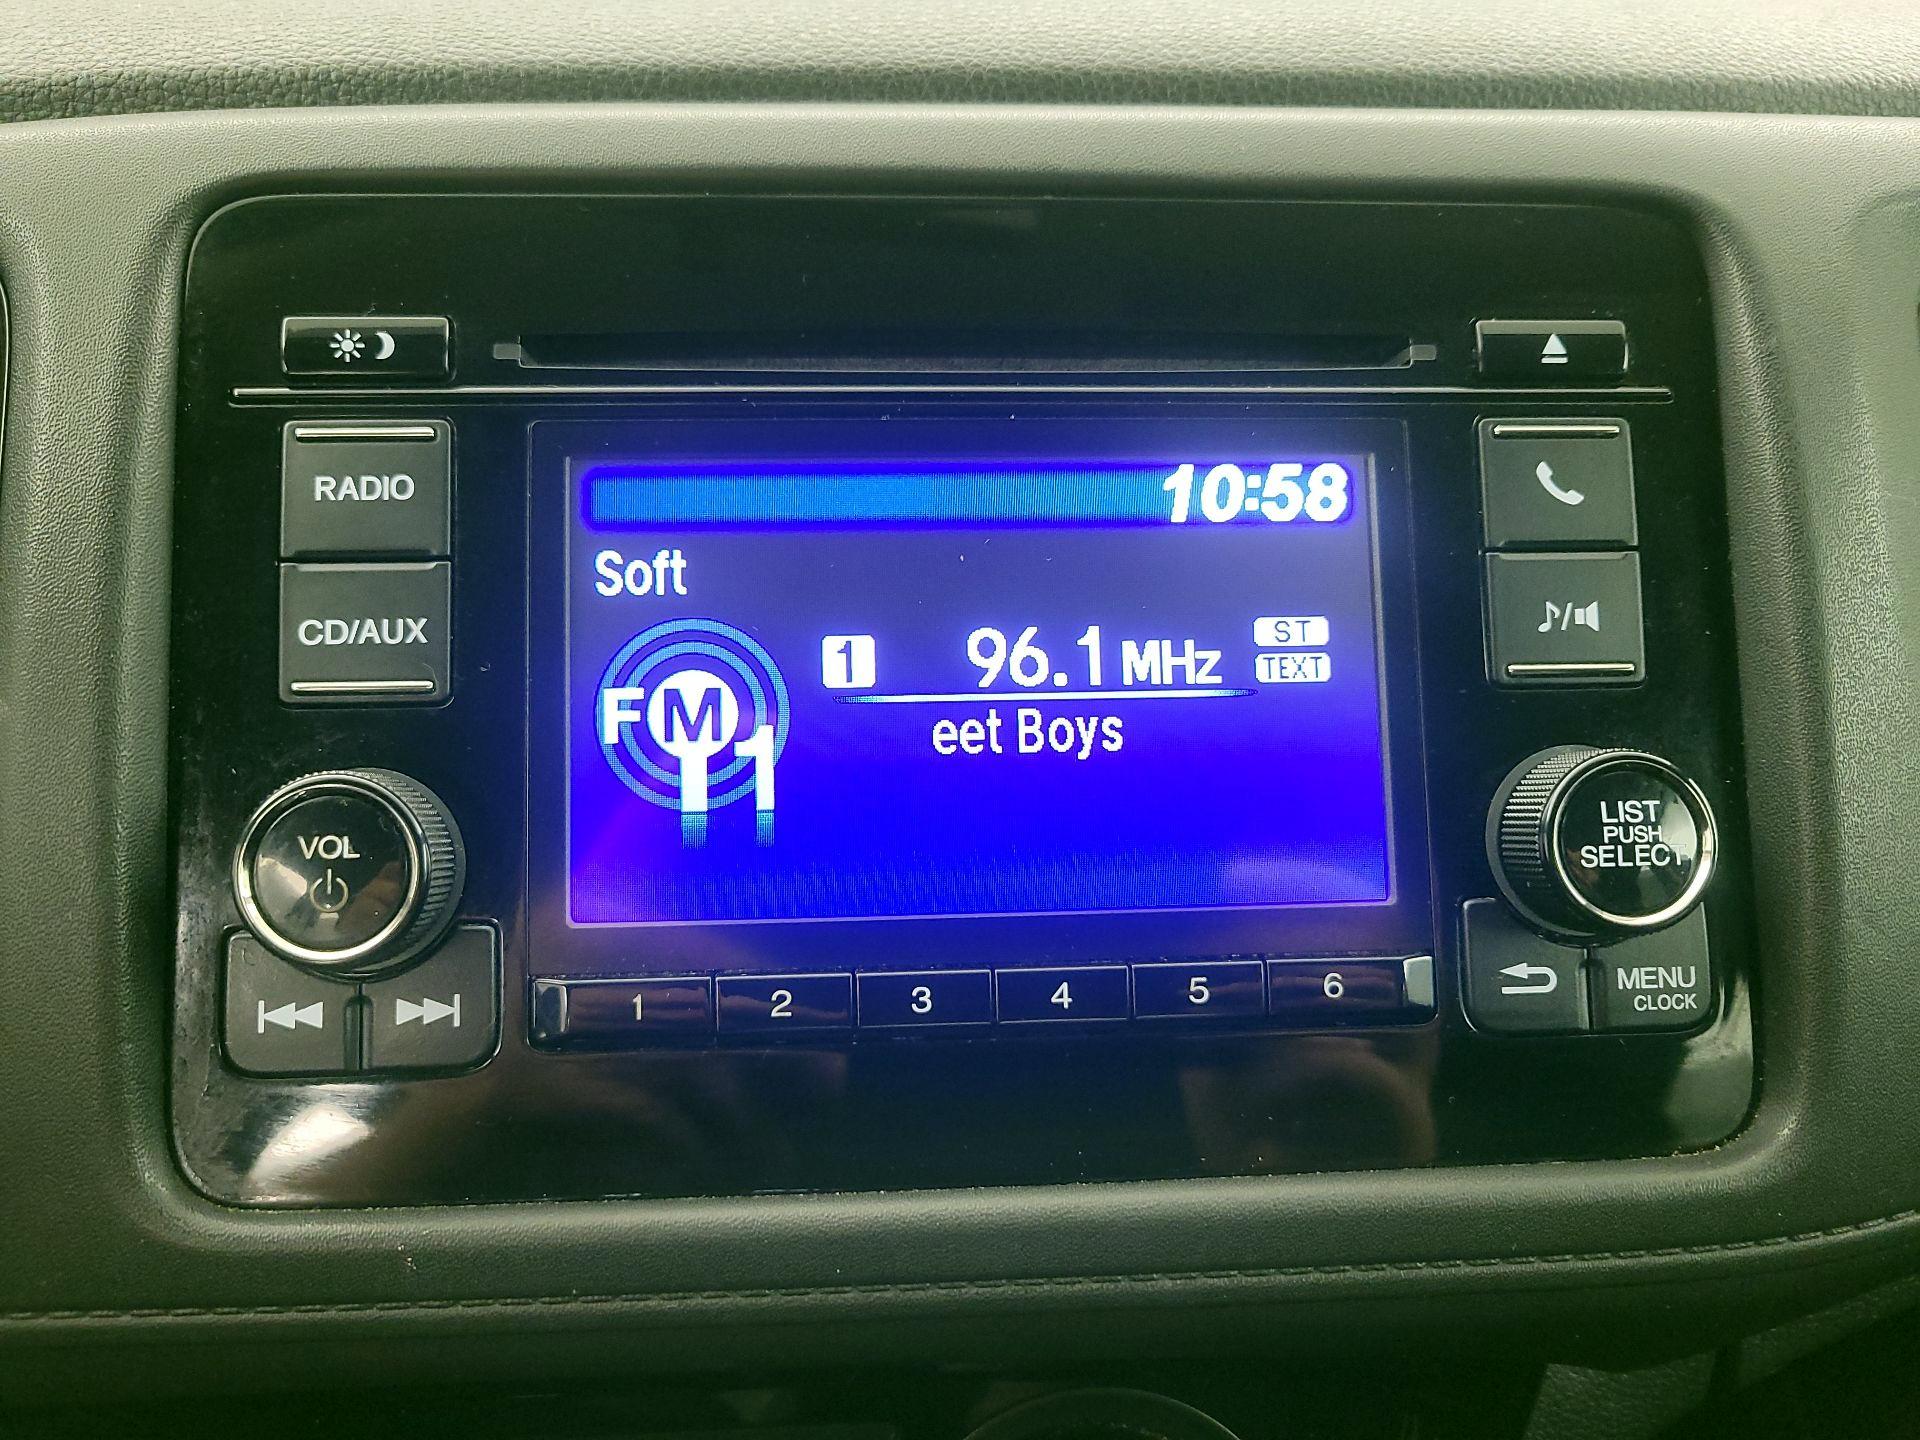 RADIO
CD/AUX
VOL
10:58
Soft
FM1
1 96.1 MHz
ST
TEXT
eet Boys
1 2 3 4 5 6
LIST
PUSH
SELECT
MENU
CLOCK